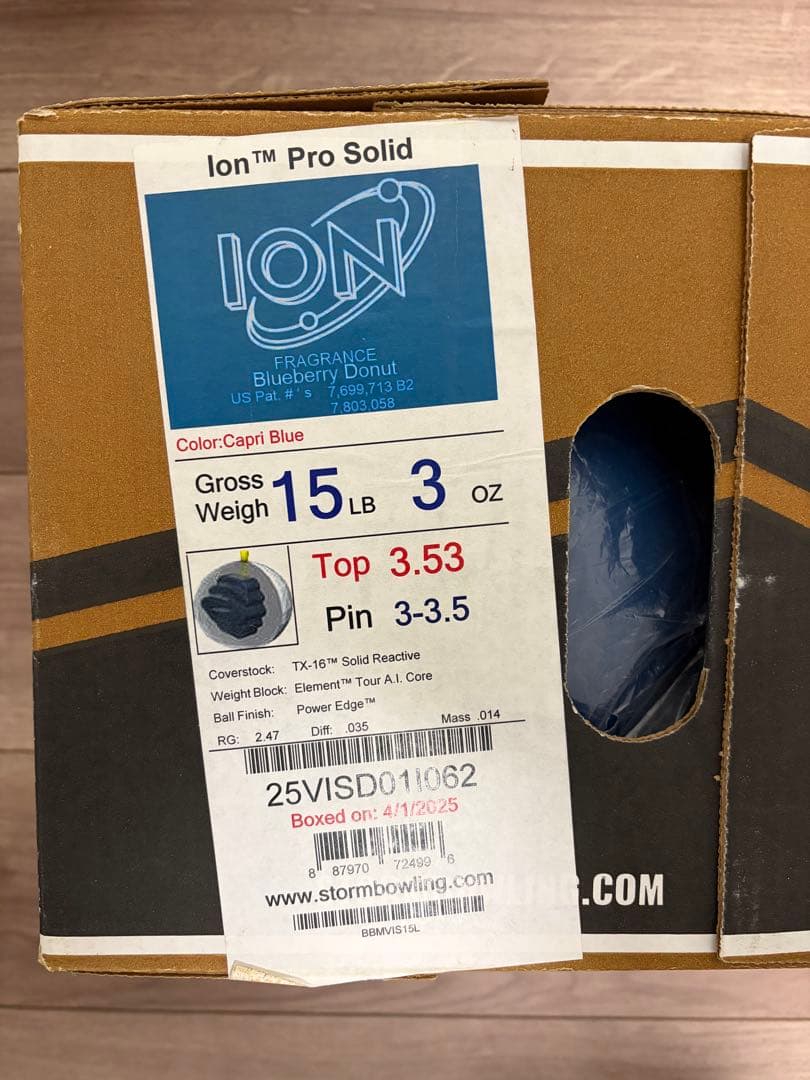 Ion™ Pro Solid
ION
FRAGRANCE
Blueberry Donut
US Pat. # ' s 7,699,713 B2
7,803,058
Color:Capri Blue
Gross
Weigh 15 LB 3 OZ
Top 3.53
Pin 3-3.5
Coverstock: TX-16™ Solid Reactive
Weight Block: Element™ Tour A.I. Core
Ball Finish: Power Edge™
RG: 2.47 Diff: .035 Mass .014
25VISD01I062
Boxed on: 4/1/2025
8 87970 72499 6
www.stormbowling.com
BBMVIS15L
.COM